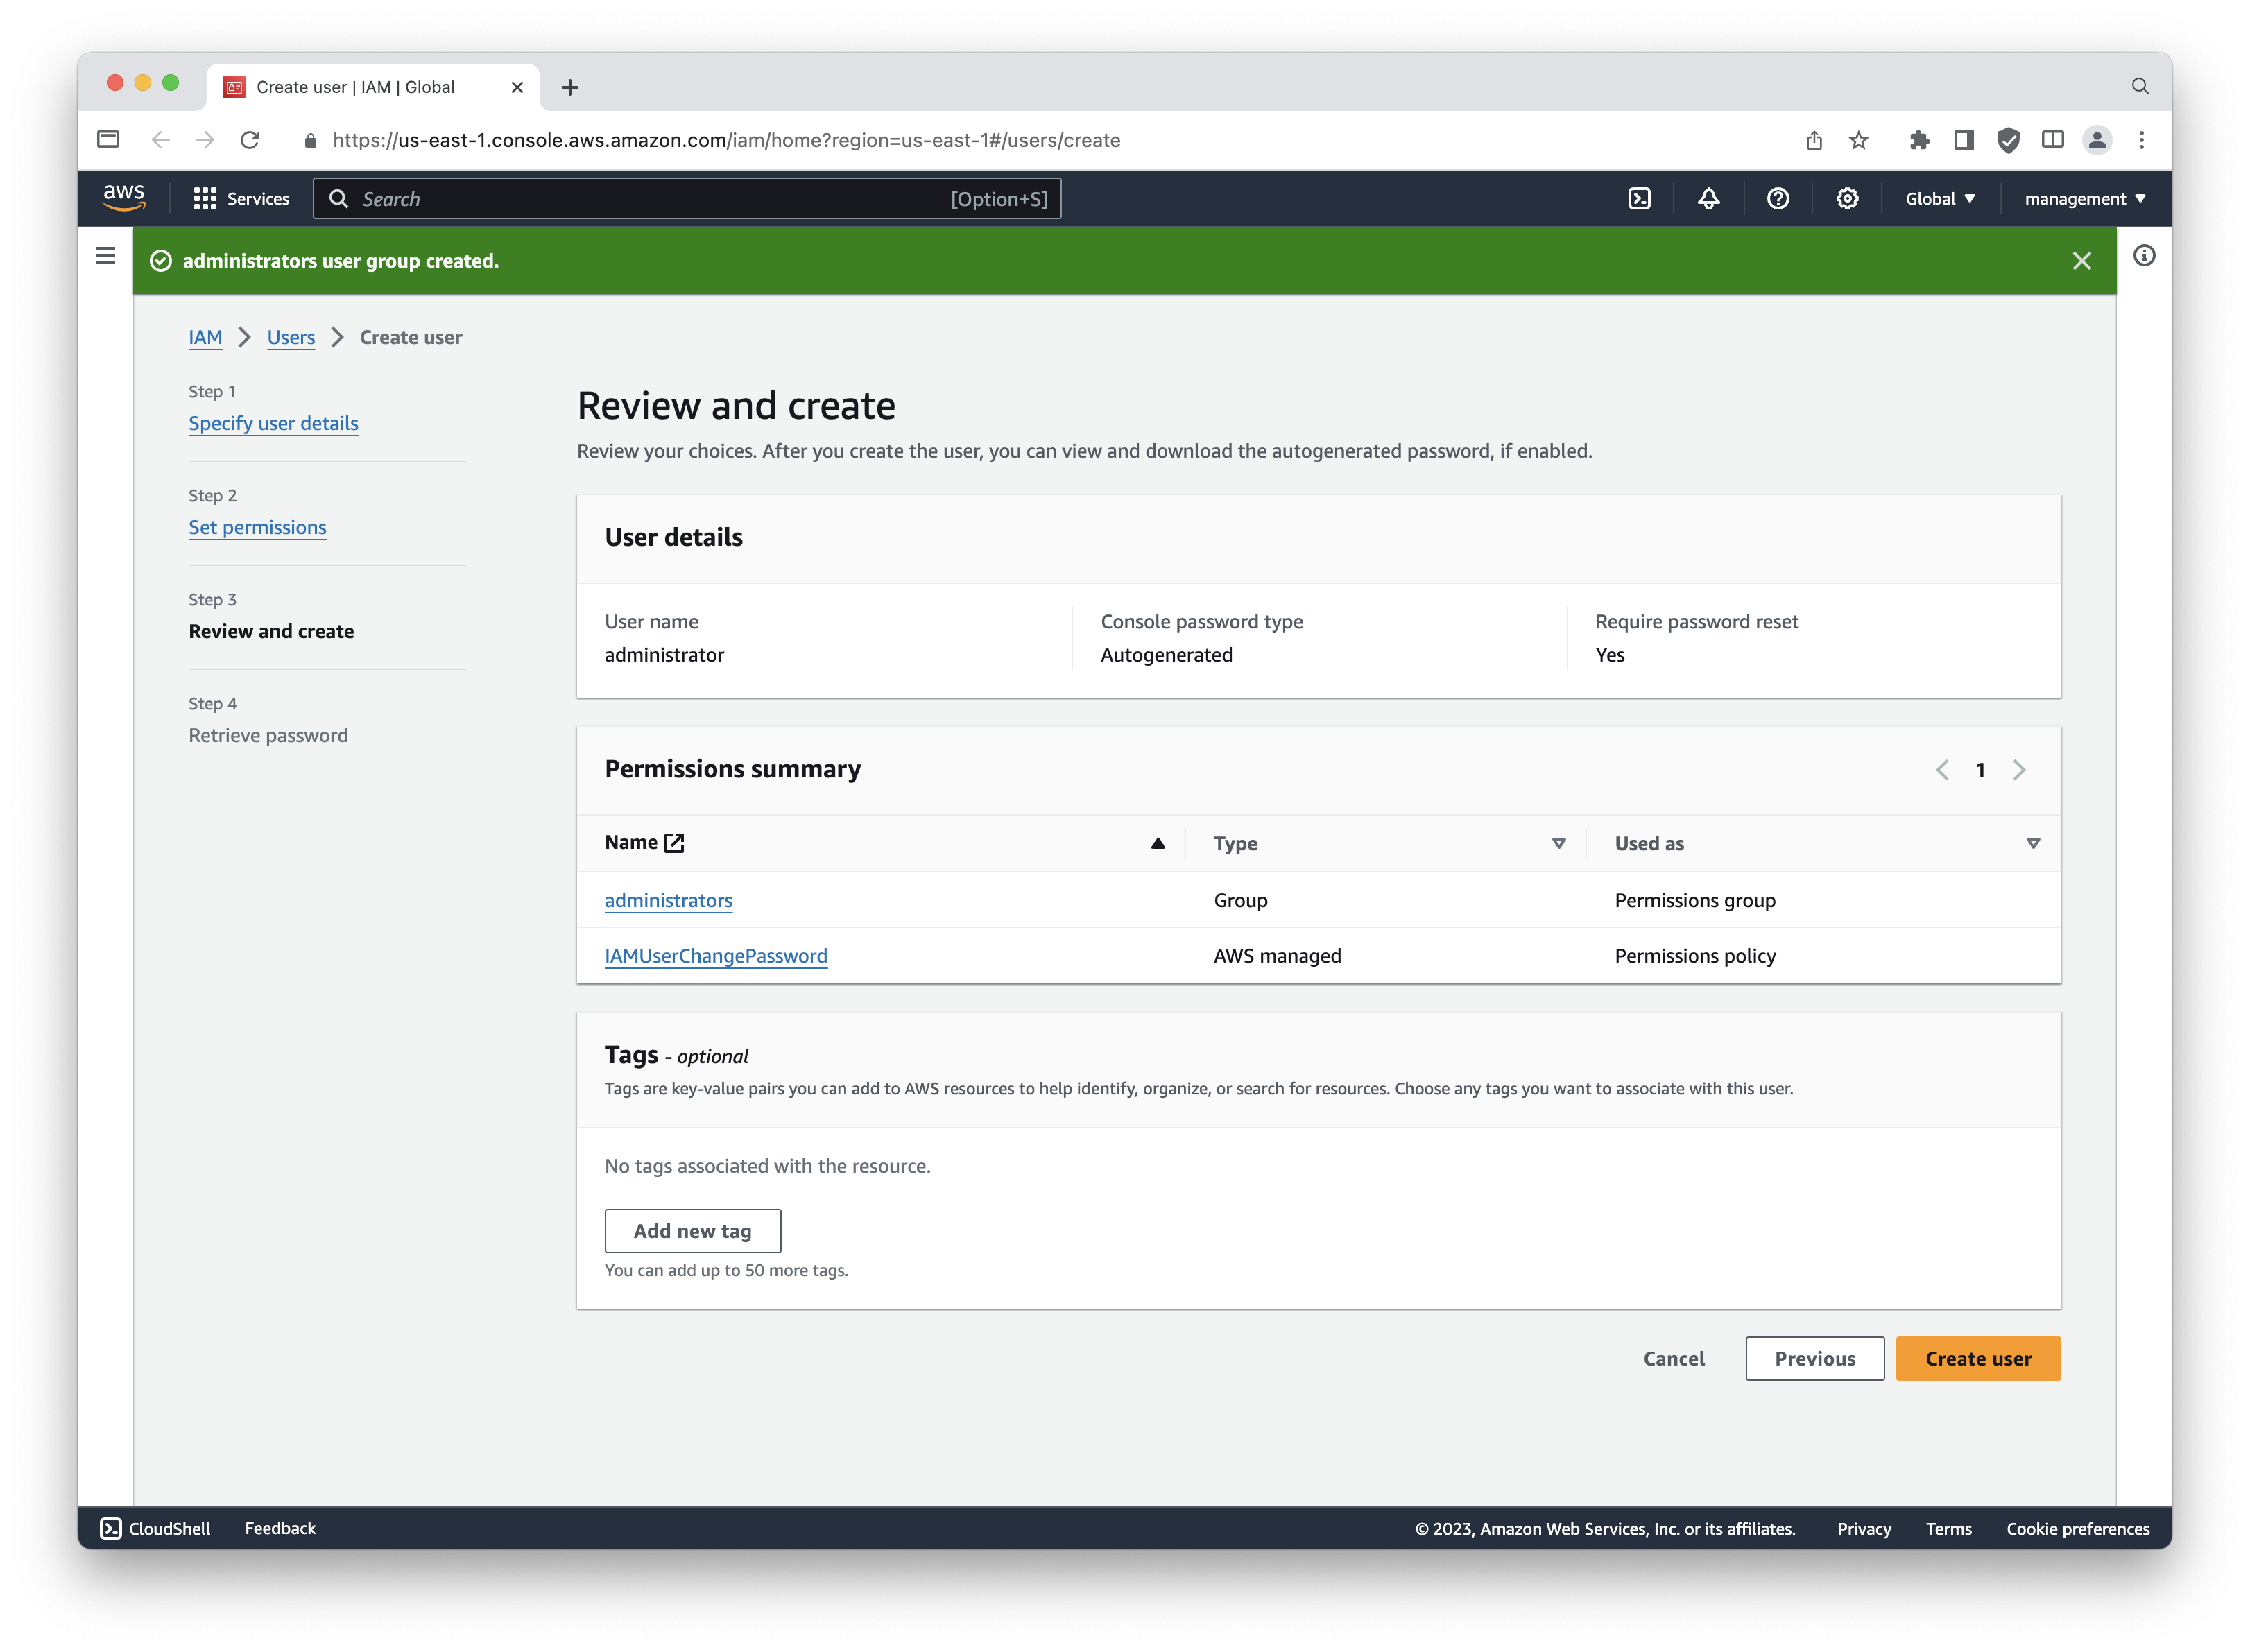 Create user | IAM | Global
https://us-east-1.console.aws.amazon.com/iam/home?region=us-east-1#/users/create
aws Services Search [Option+S] Global management
administrators user group created.
IAM Users Create user
Step 1
Specify user details
Step 2
Set permissions
Step 3
Review and create
Step 4
Retrieve password
Review and create
Review your choices. After you create the user, you can view and download the autogenerated password, if enabled.
User details
User name Console password type Require password reset
administrator Autogenerated Yes
Permissions summary 1
Name Type Used as
administrators Group Permissions group
IAMUserChangePassword AWS managed Permissions policy
Tags - optional
Tags are key-value pairs you can add to AWS resources to help identify, organize, or search for resources. Choose any tags you want to associate with this user.
No tags associated with the resource.
Add new tag
You can add up to 50 more tags.
Cancel Previous Create user
CloudShell Feedback © 2023, Amazon Web Services, Inc. or its affiliates. Privacy Terms Cookie preferences